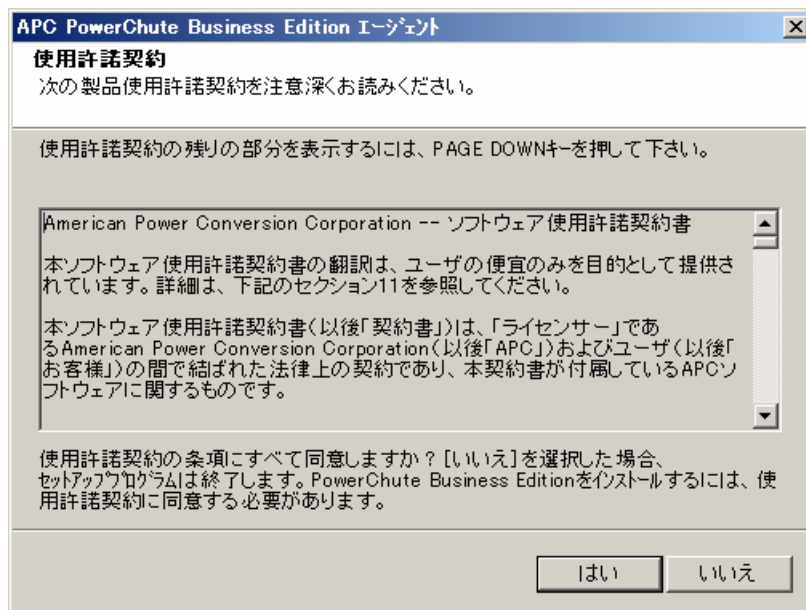 APC PowerChute Business Edition エージェント
使用許諾契約
次の製品使用許諾契約を注意深くお読みください。
使用許諾契約の残りの部分を表示するには、PAGE DOWNキーを押して下さい。
American Power Conversion Corporation -- ソフトウェア使用許諾契約書
本ソフトウェア使用許諾契約書の翻訳は、ユーザの便宜のみを目的として提供さ
れています。詳細は、下記のセクション11を参照してください。
本ソフトウェア使用許諾契約書(以後「契約書」)は、「ライセンサー」であ
るAmerican Power Conversion Corporation(以後「APC」)およびユーザ(以後「
お客様」)の間で結ばれた法律上の契約であり、本契約書が付属しているAPCソ
フトウェアに関するものです。
使用許諾契約の条項にすべて同意しますか?[いいえ]を選択した場合、
セットアッププログラムは終了します。PowerChute Business Editionをインストールするには、使
用許諾契約に同意する必要があります。
はい
いいえ